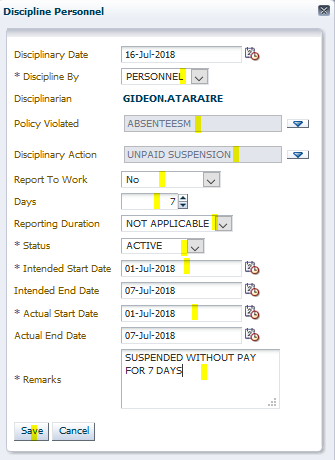 Discipline Personnel
Disciplinary Date 16-Jul-2018
* Discipline By PERSONNEL
Disciplinarian GIDEON.ATARAIRE
Policy Violated ABSENTEESM
Disciplinary Action UNPAID SUSPENSION
Report To Work No
Days 7
Reporting Duration NOT APPLICABLE
* Status ACTIVE
* Intended Start Date 01-Jul-2018
Intended End Date 07-Jul-2018
* Actual Start Date 01-Jul-2018
Actual End Date 07-Jul-2018
* Remarks SUSPENDED WITHOUT PAY
FOR 7 DAYS
Save Cancel